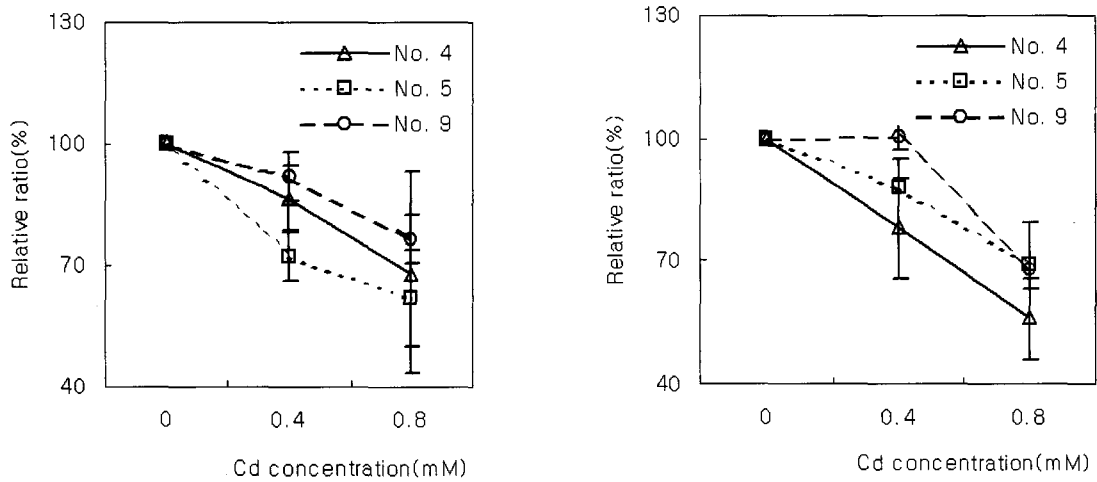 130
No. 4
No. 5
No. 9
100
70
40
Relative ratio(%)
0 0.4 0.8
Cd concentration(mM)
130
No. 4
No. 5
No. 9
100
70
40
Relative ratio(%)
0 0.4 0.8
Cd concentration(mM)